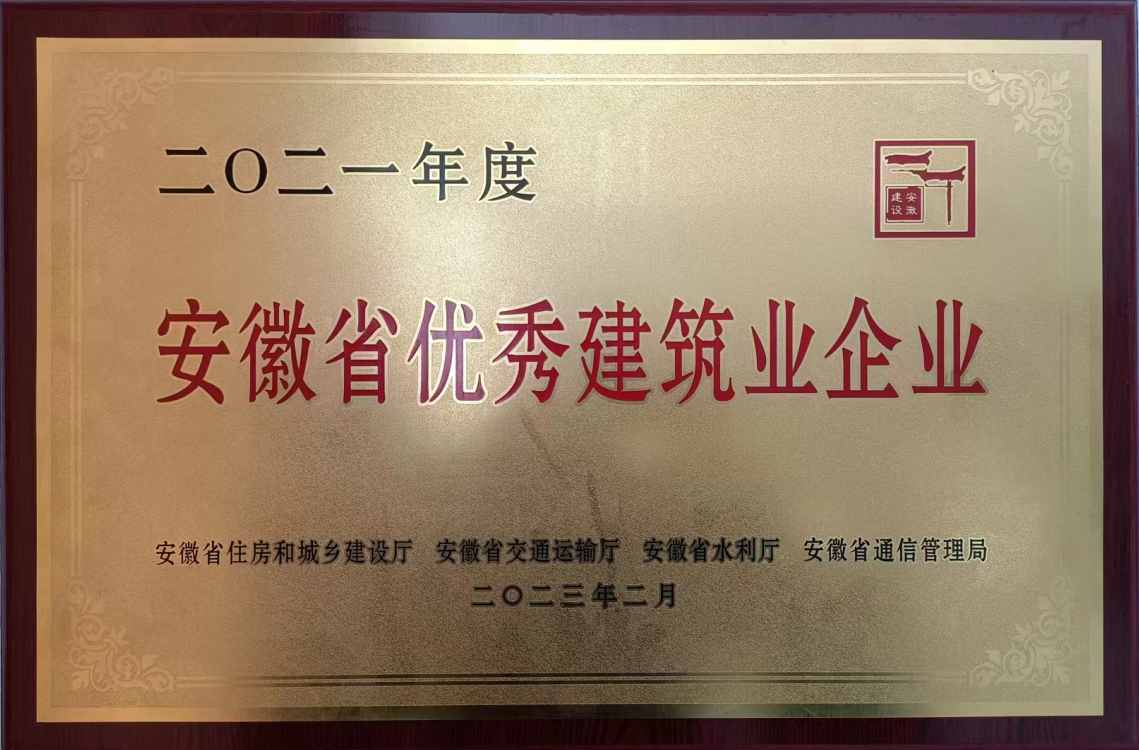 二〇二一年度
安徽建设
安徽省优秀建筑业企业
安徽省住房和城乡建设厅 安徽省交通运输厅 安徽省水利厅 安徽省通信管理局
二〇二三年二月